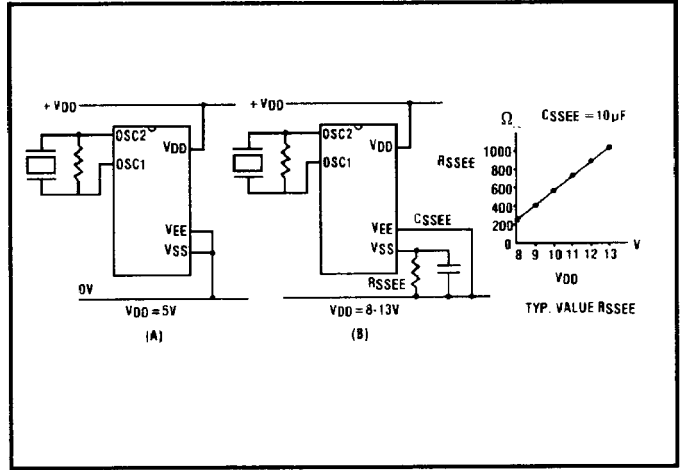 + VDD
OSC2
OSC1
VDD
VEE
VSS
0V
VDD = 5V
(A)
+ VDD
OSC2
OSC1
VDD
VEE
VSS
CSSEE
RSSEE
VDD = 8-13V
(B)
Ω
CSSEE = 10µF
RSSEE
1000
800
600
400
200
0
8 9 10 11 12 13 V
VDD
TYP. VALUE RSSEE